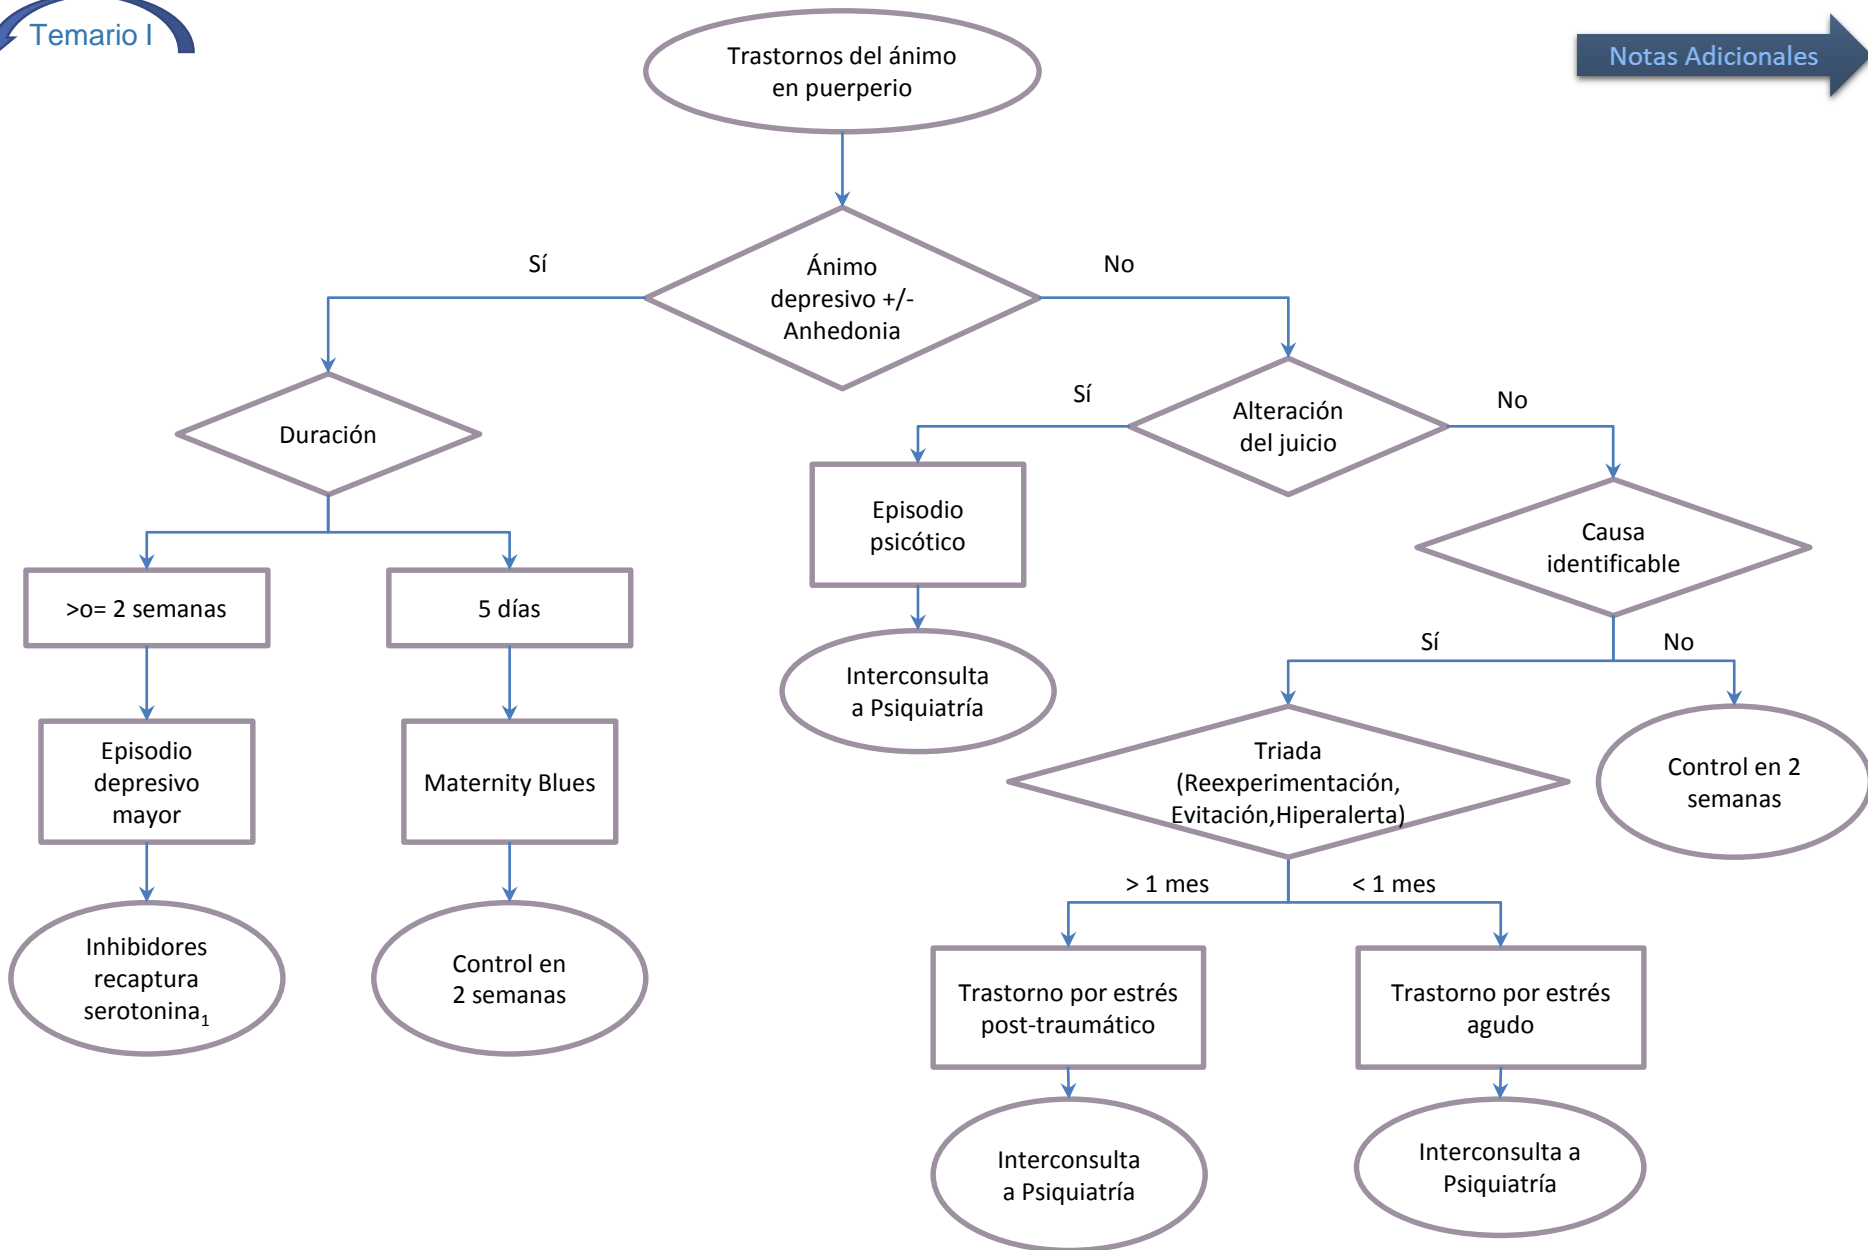 Temario I
Notas Adicionales
Trastornos del ánimo
en puerperio
Sí
No
Ánimo
depresivo +/-
Anhedonia
Duración
Sí
No
Alteración
del juicio
>o= 2 semanas
5 días
Episodio
psicótico
Causa
identificable
Sí
No
Interconsulta
a Psiquiatría
Episodio
depresivo
mayor
Maternity Blues
Triada
(Reexperimentación,
Evitación,Hiperalerta)
Control en 2
semanas
> 1 mes
< 1 mes
Inhibidores
recaptura
serotonina1
Control en
2 semanas
Trastorno por estrés
post-traumático
Trastorno por estrés
agudo
Interconsulta
a Psiquiatría
Interconsulta a
Psiquiatría